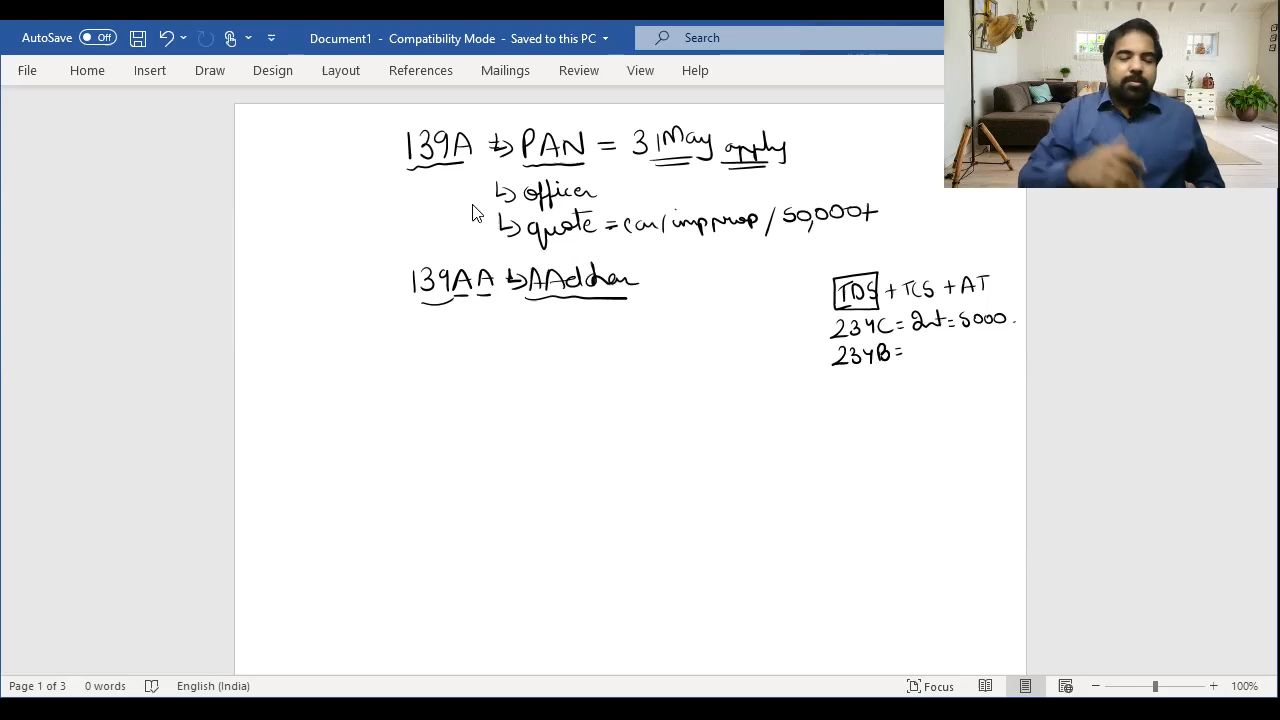 AutoSave Off Document1 - Compatibility Mode - Saved to this PC Search
File Home Insert Draw Design Layout References Mailings Review View Help
139A ↳ PAN = 31 May apply
↳ officer
↳ quote = car/imp prop / 50,000+
139AA ↳ AAdhar
TDS + TCS + AT
234C = Int = 5000.
234B =
Page 1 of 3 0 words English (India) Focus 100%